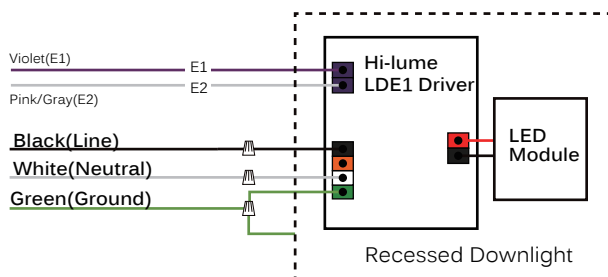 Violet(E1)
E1
E2
Pink/Gray(E2)
Hi-lume
LDE1 Driver
Black(Line)
White(Neutral)
Green(Ground)
LED
Module
Recessed Downlight